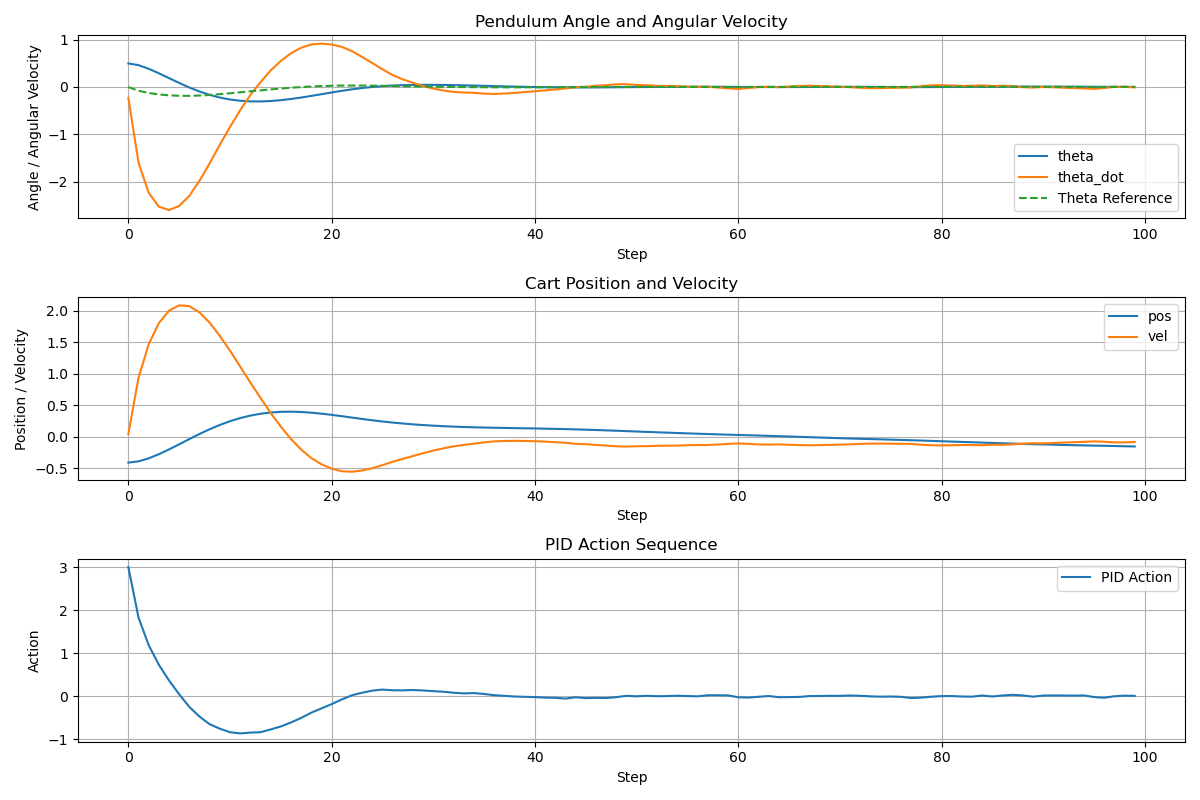 Pendulum Angle and Angular Velocity
Angle / Angular Velocity
1
0
−1
−2
theta
theta_dot
Theta Reference
0 20 40 60 80 100
Step
Cart Position and Velocity
Position / Velocity
2.0
1.5
1.0
0.5
0.0
−0.5
pos
vel
0 20 40 60 80 100
Step
PID Action Sequence
Action
3
2
1
0
−1
PID Action
0 20 40 60 80 100
Step